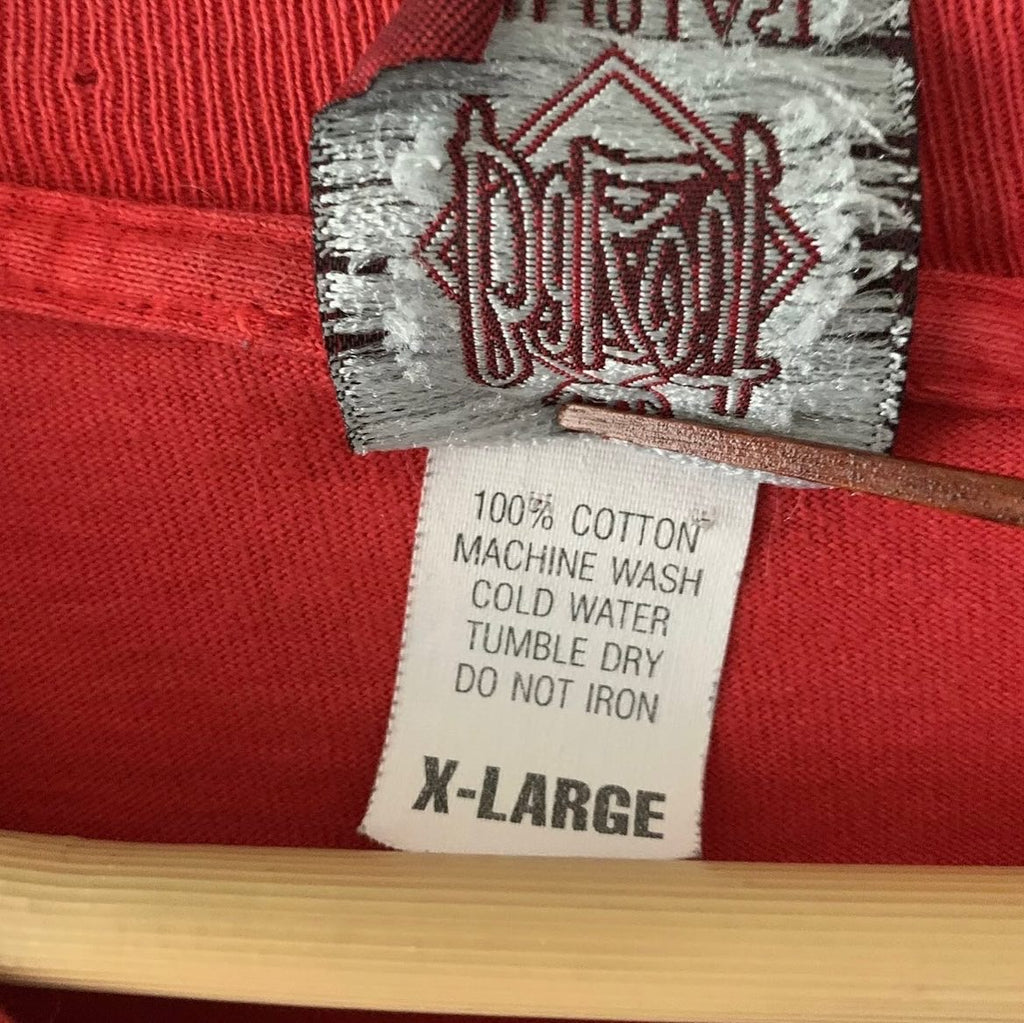 100% COTTON
MACHINE WASH
COLD WATER
TUMBLE DRY
DO NOT IRON
X-LARGE